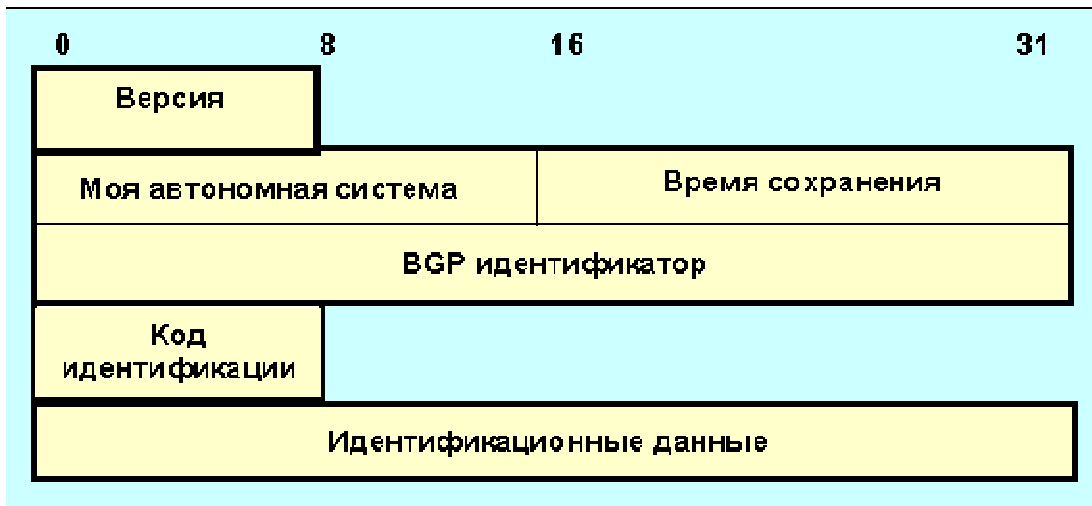 0 8 16 31
Версия
Моя автономная система Время сохранения
BGP идентификатор
Код
идентификации
Идентификационные данные